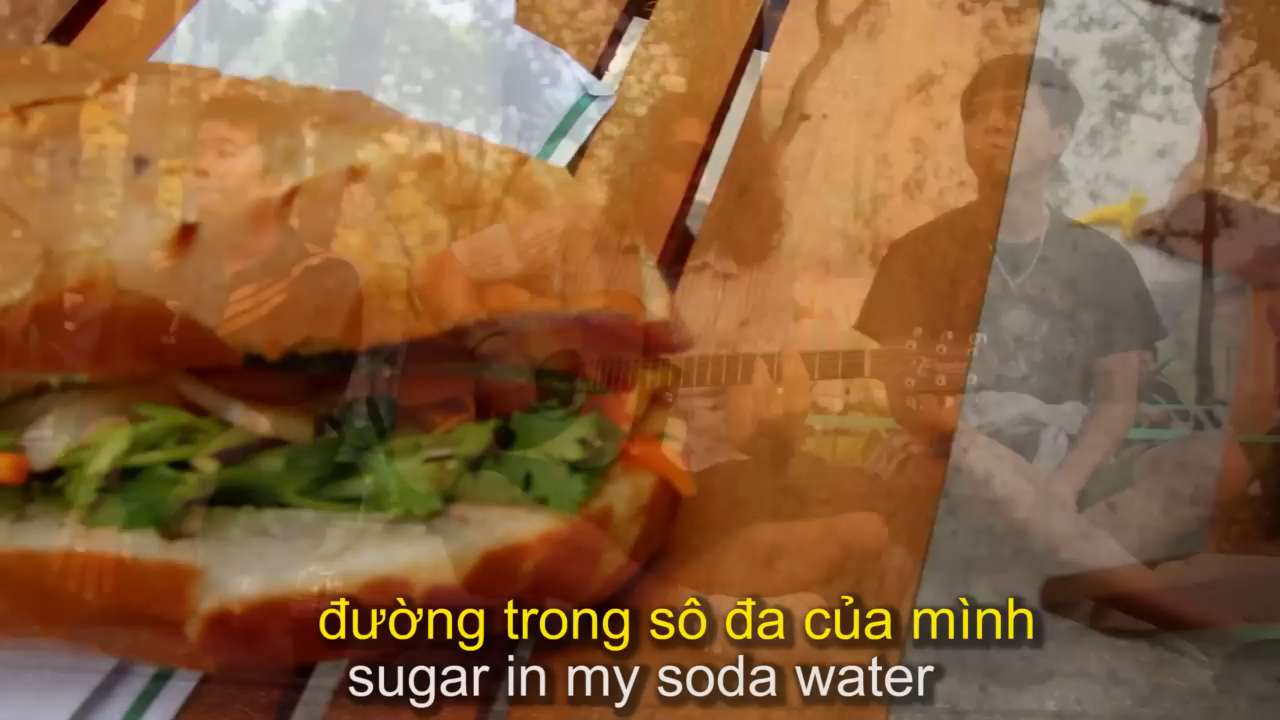 đường trong sô đa của mình
sugar in my soda water